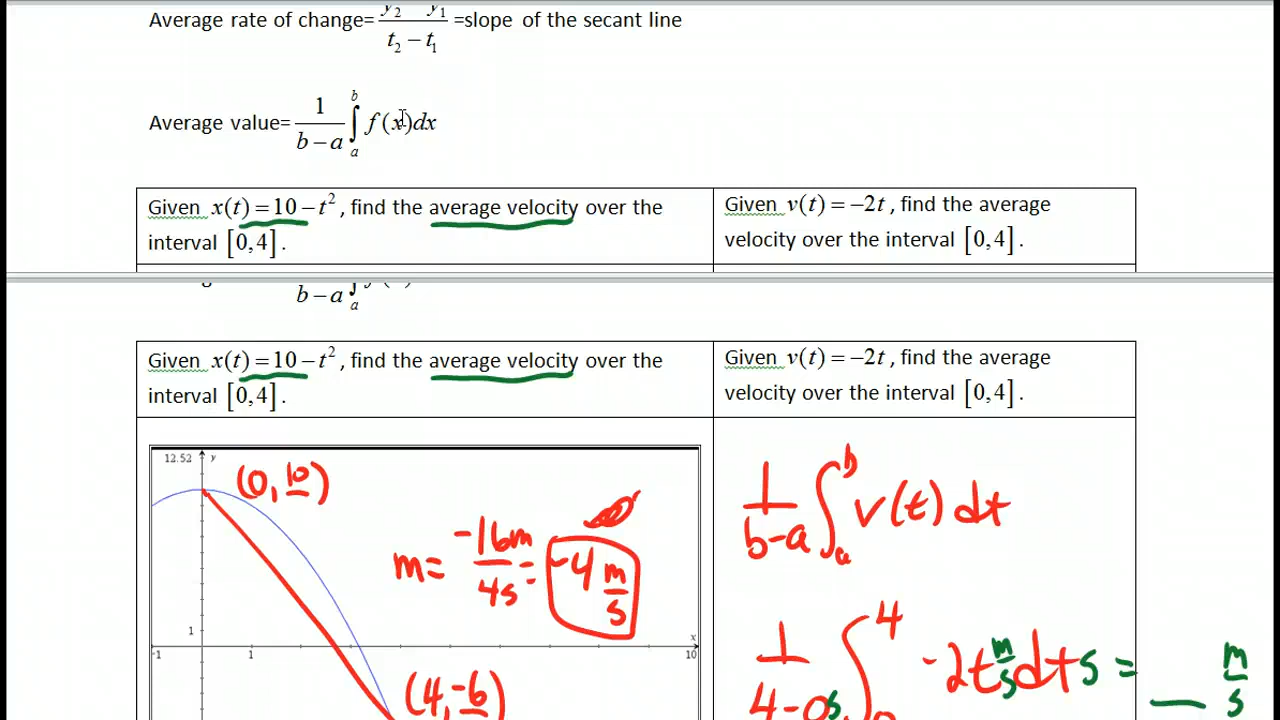 Average rate of change= y₂ y₁ / t₂ − t₁ =slope of the secant line
Average value= 1/(b−a) ∫ₐᵇ f(x)dx
Given x(t) = 10 − t², find the average velocity over the
interval [0,4].
Given v(t) = −2t, find the average
velocity over the interval [0,4].
b−a a
Given x(t) = 10 − t², find the average velocity over the
interval [0,4].
Given v(t) = −2t, find the average
velocity over the interval [0,4].
12.52 y
(0,10)
m= -16m/4s = -4 m/s
1
-1 1 x 10
(4,-6)
1/(b-a) ∫ₐᵇ v(t) dt
1/(4-0s) ∫₀⁴ -2t m/s dt s = __ m/s